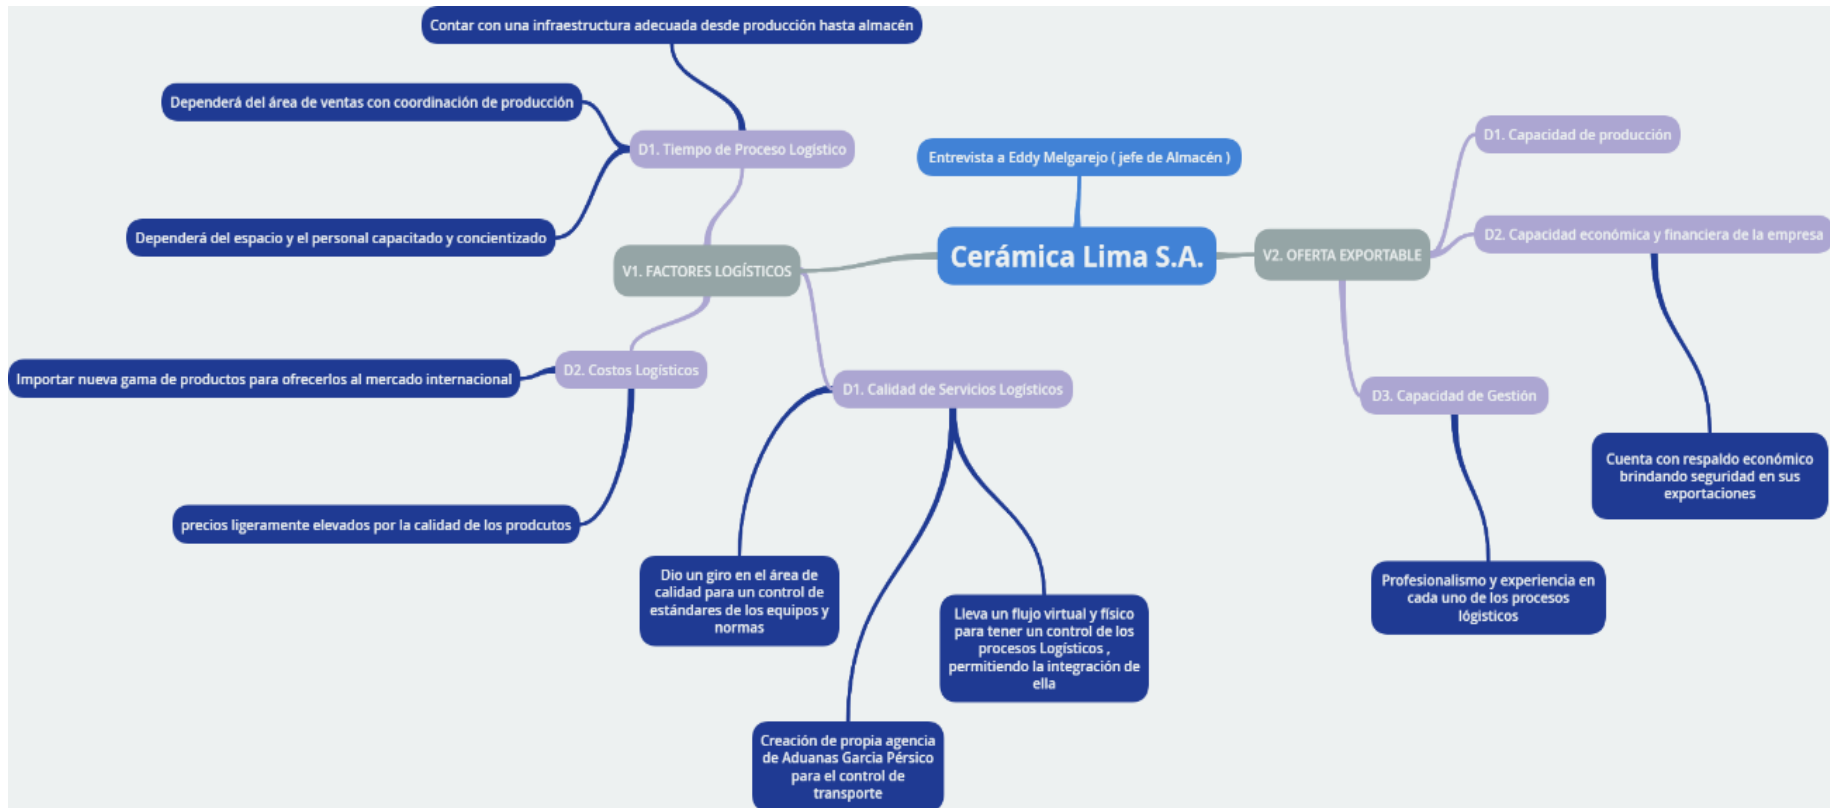 Contar con una infraestructura adecuada desde producción hasta almacén
Dependerá del área de ventas con coordinación de producción
D1. Tiempo de Proceso Logístico
Dependerá del espacio y el personal capacitado y concientizado
V1. FACTORES LOGÍSTICOS
Importar nueva gama de productos para ofrecerlos al mercado internacional
D2. Costos Logísticos
precios ligeramente elevados por la calidad de los prodcutos
D1. Calidad de Servicios Logísticos
Dio un giro en el área de
calidad para un control de
estándares de los equipos y
normas
Creación de propia agencia
de Aduanas Garcia Pérsico
para el control de
transporte
Lleva un flujo virtual y físico
para tener un control de los
procesos Logísticos ,
permitiendo la integración de
ella
Entrevista a Eddy Melgarejo ( jefe de Almacén )
Cerámica Lima S.A.
V2. OFERTA EXPORTABLE
D1. Capacidad de producción
D2. Capacidad económica y financiera de la empresa
Cuenta con respaldo económico
brindando seguridad en sus
exportaciones
D3. Capacidad de Gestión
Profesionalismo y experiencia en
cada uno de los procesos
lógisticos